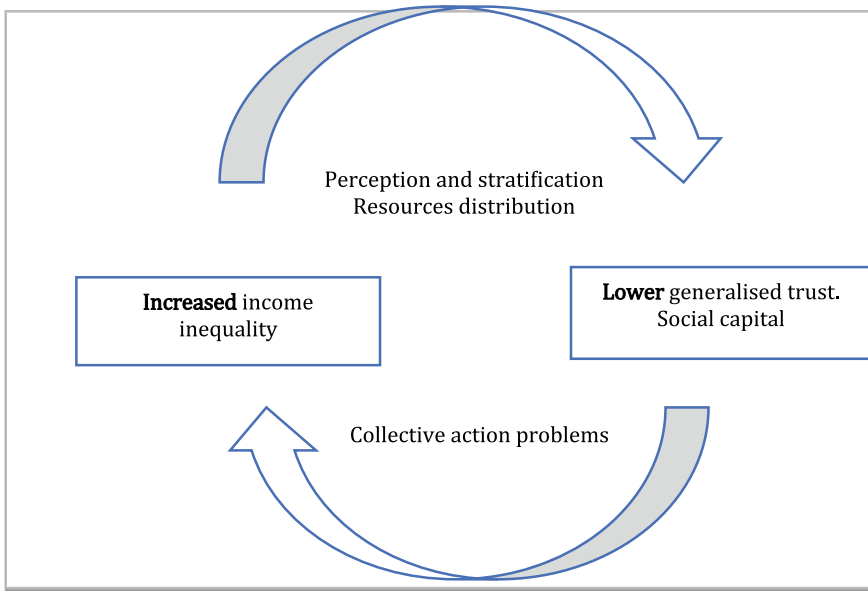 Perception and stratification
Resources distribution
Increased income
inequality
Lower generalised trust.
Social capital
Collective action problems